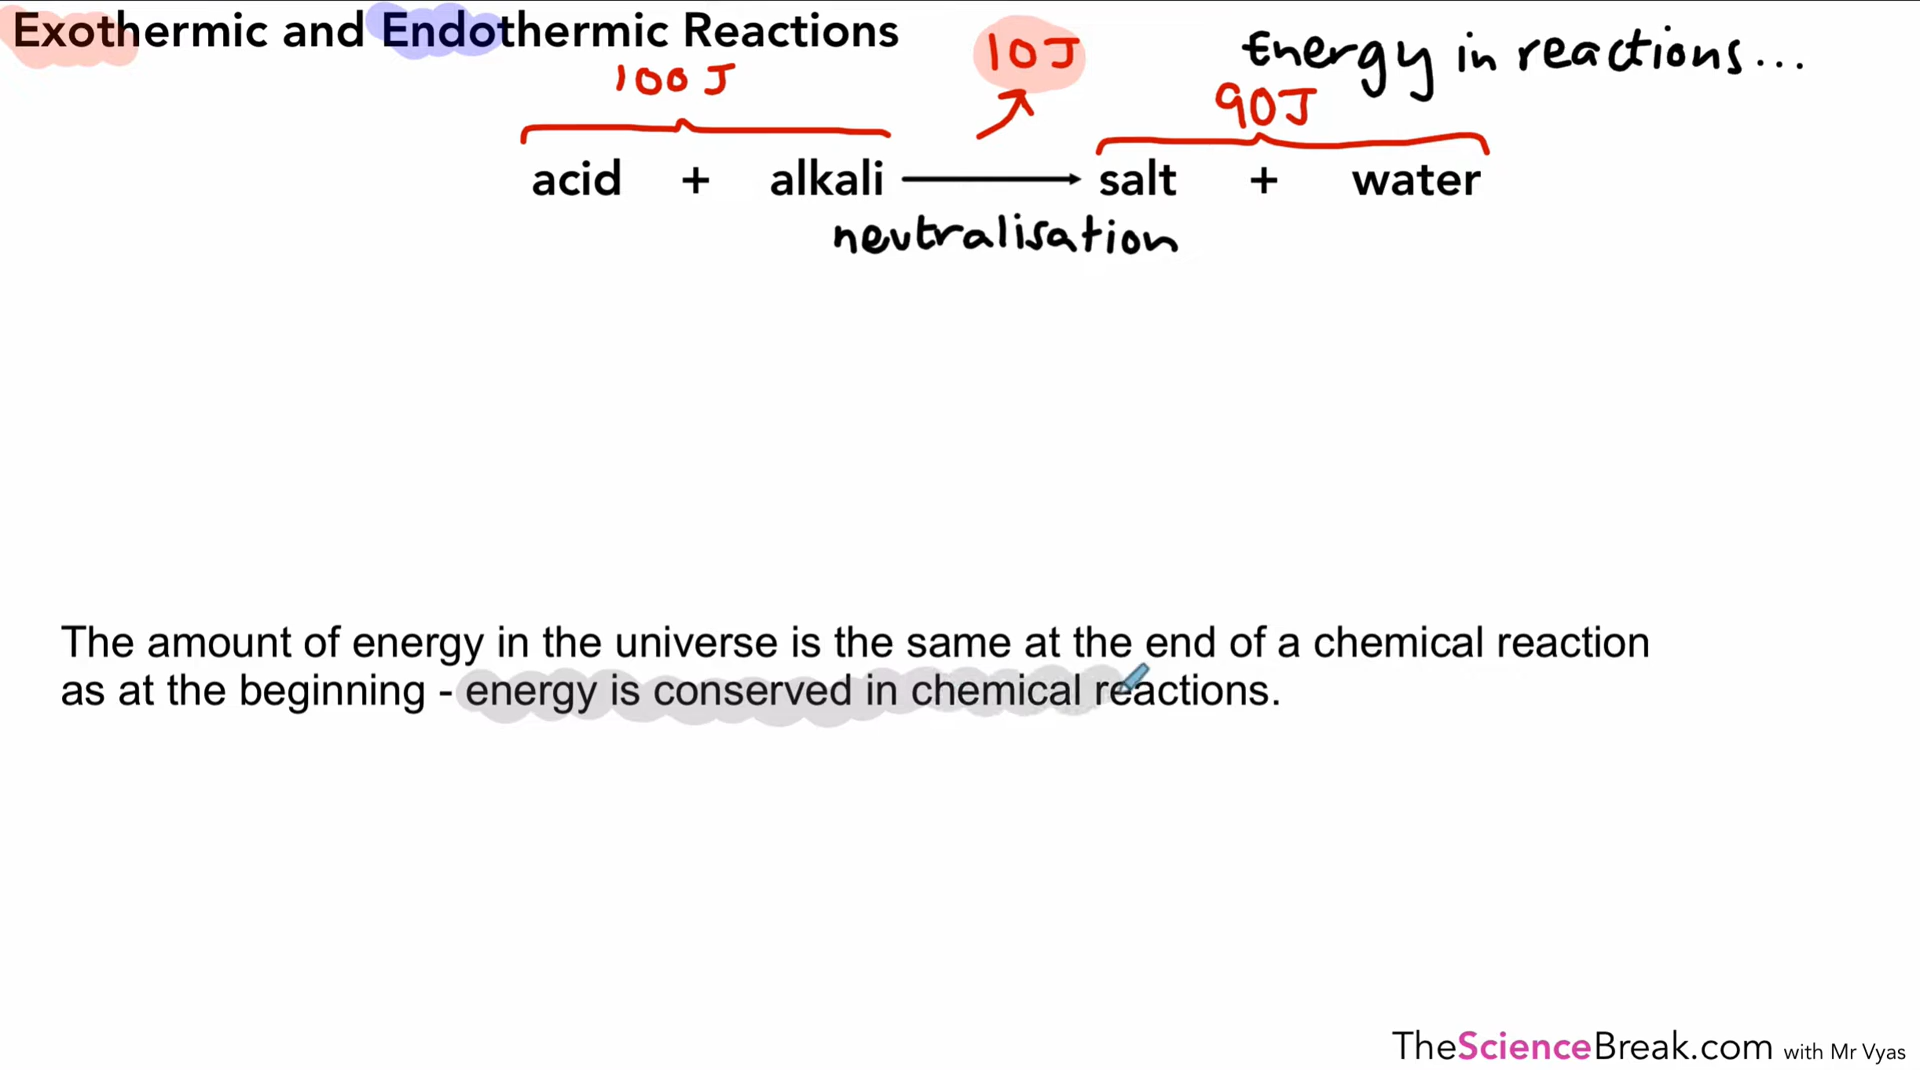 Exothermic and Endothermic Reactions
Energy in reactions...
100 J
10J
90J
acid + alkali ⟶ salt + water
neutralisation
The amount of energy in the universe is the same at the end of a chemical reaction
as at the beginning - energy is conserved in chemical reactions.
TheScienceBreak.com with Mr Vyas